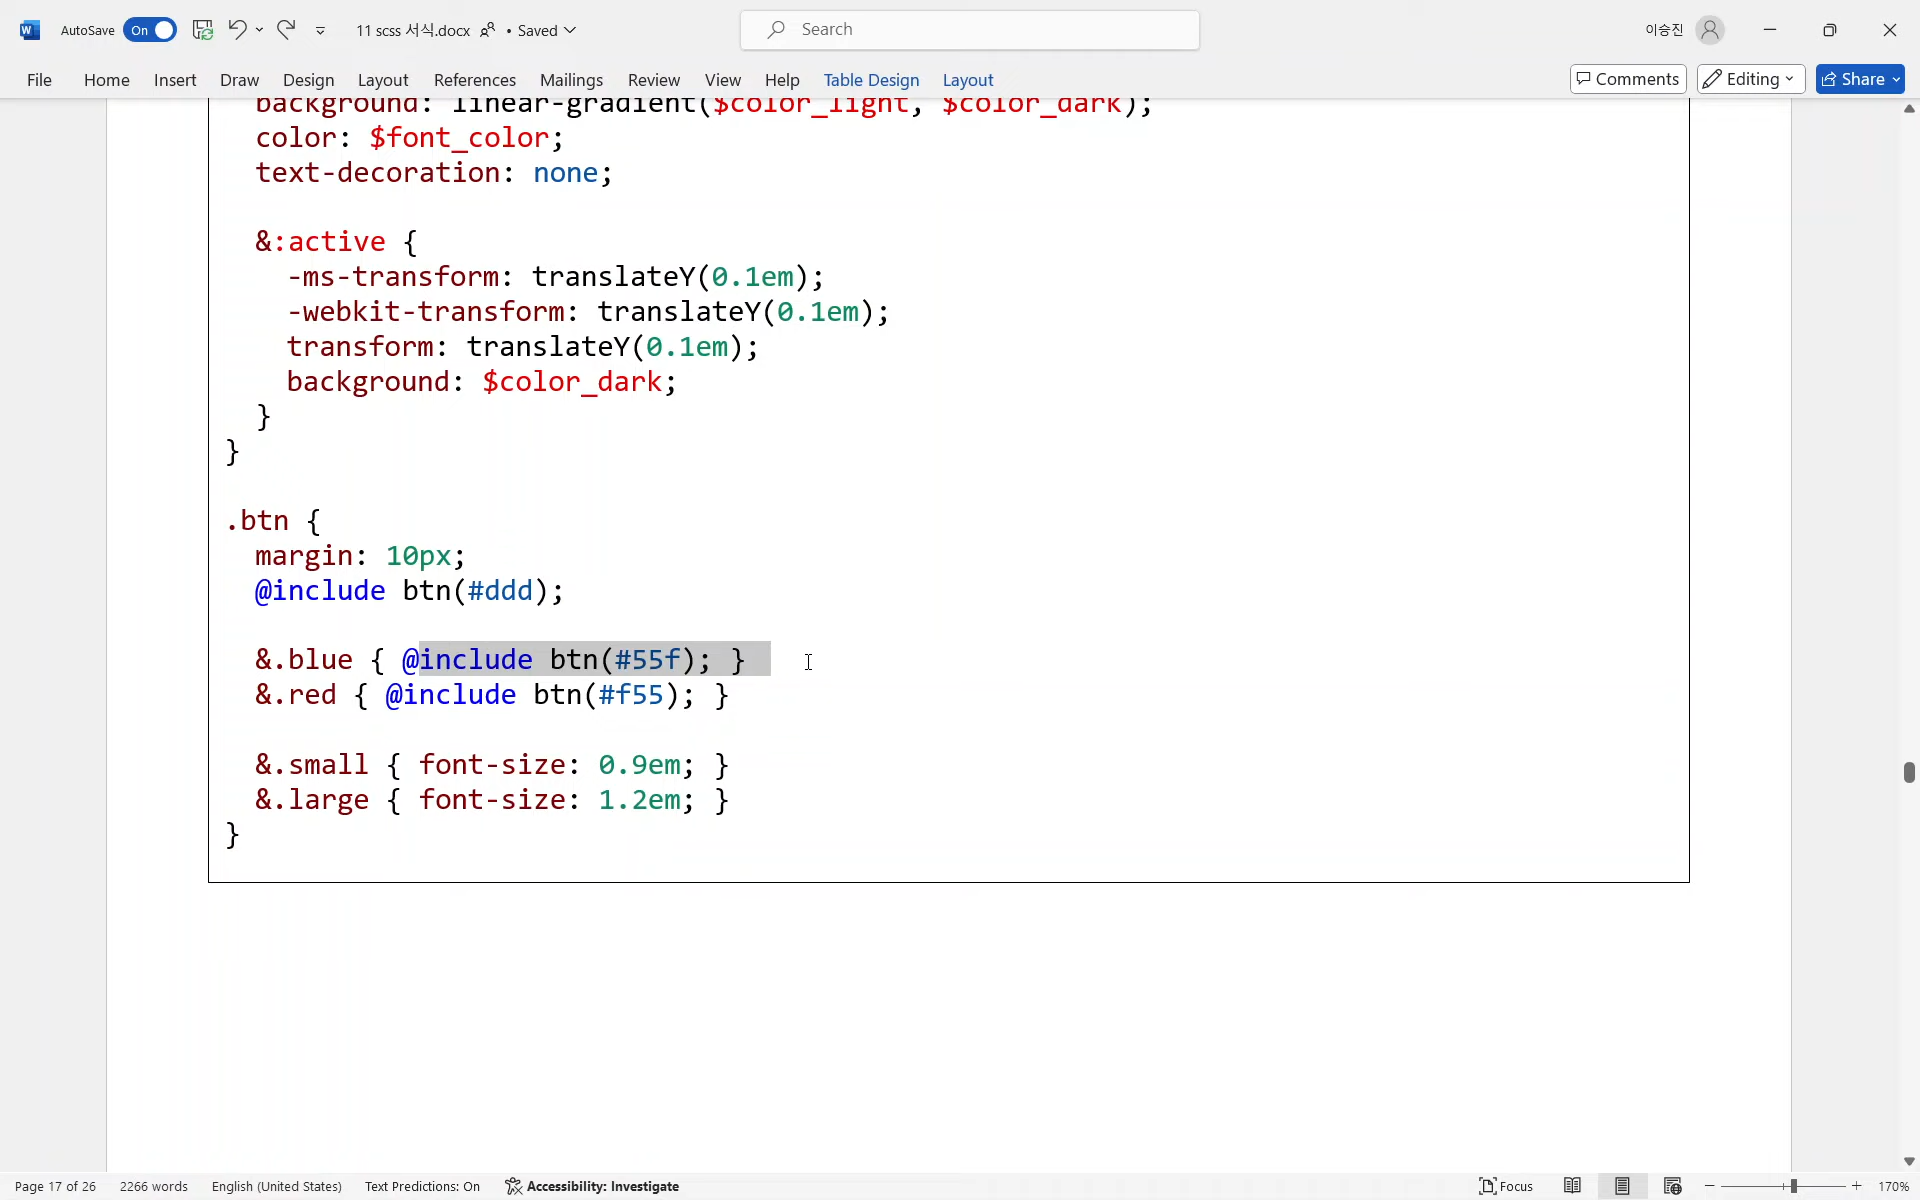 AutoSave On 11 scss 서식.docx • Saved Search 이승진
File Home Insert Draw Design Layout References Mailings Review View Help Table Design Layout Comments Editing Share
background: linear-gradient($color_light, $color_dark);
color: $font_color;
text-decoration: none;
&:active {
-ms-transform: translateY(0.1em);
-webkit-transform: translateY(0.1em);
transform: translateY(0.1em);
background: $color_dark;
}
}
.btn {
margin: 10px;
@include btn(#ddd);
&.blue { @include btn(#55f); }
&.red { @include btn(#f55); }
&.small { font-size: 0.9em; }
&.large { font-size: 1.2em; }
}
Page 17 of 26 2266 words English (United States) Text Predictions: On Accessibility: Investigate Focus 170%